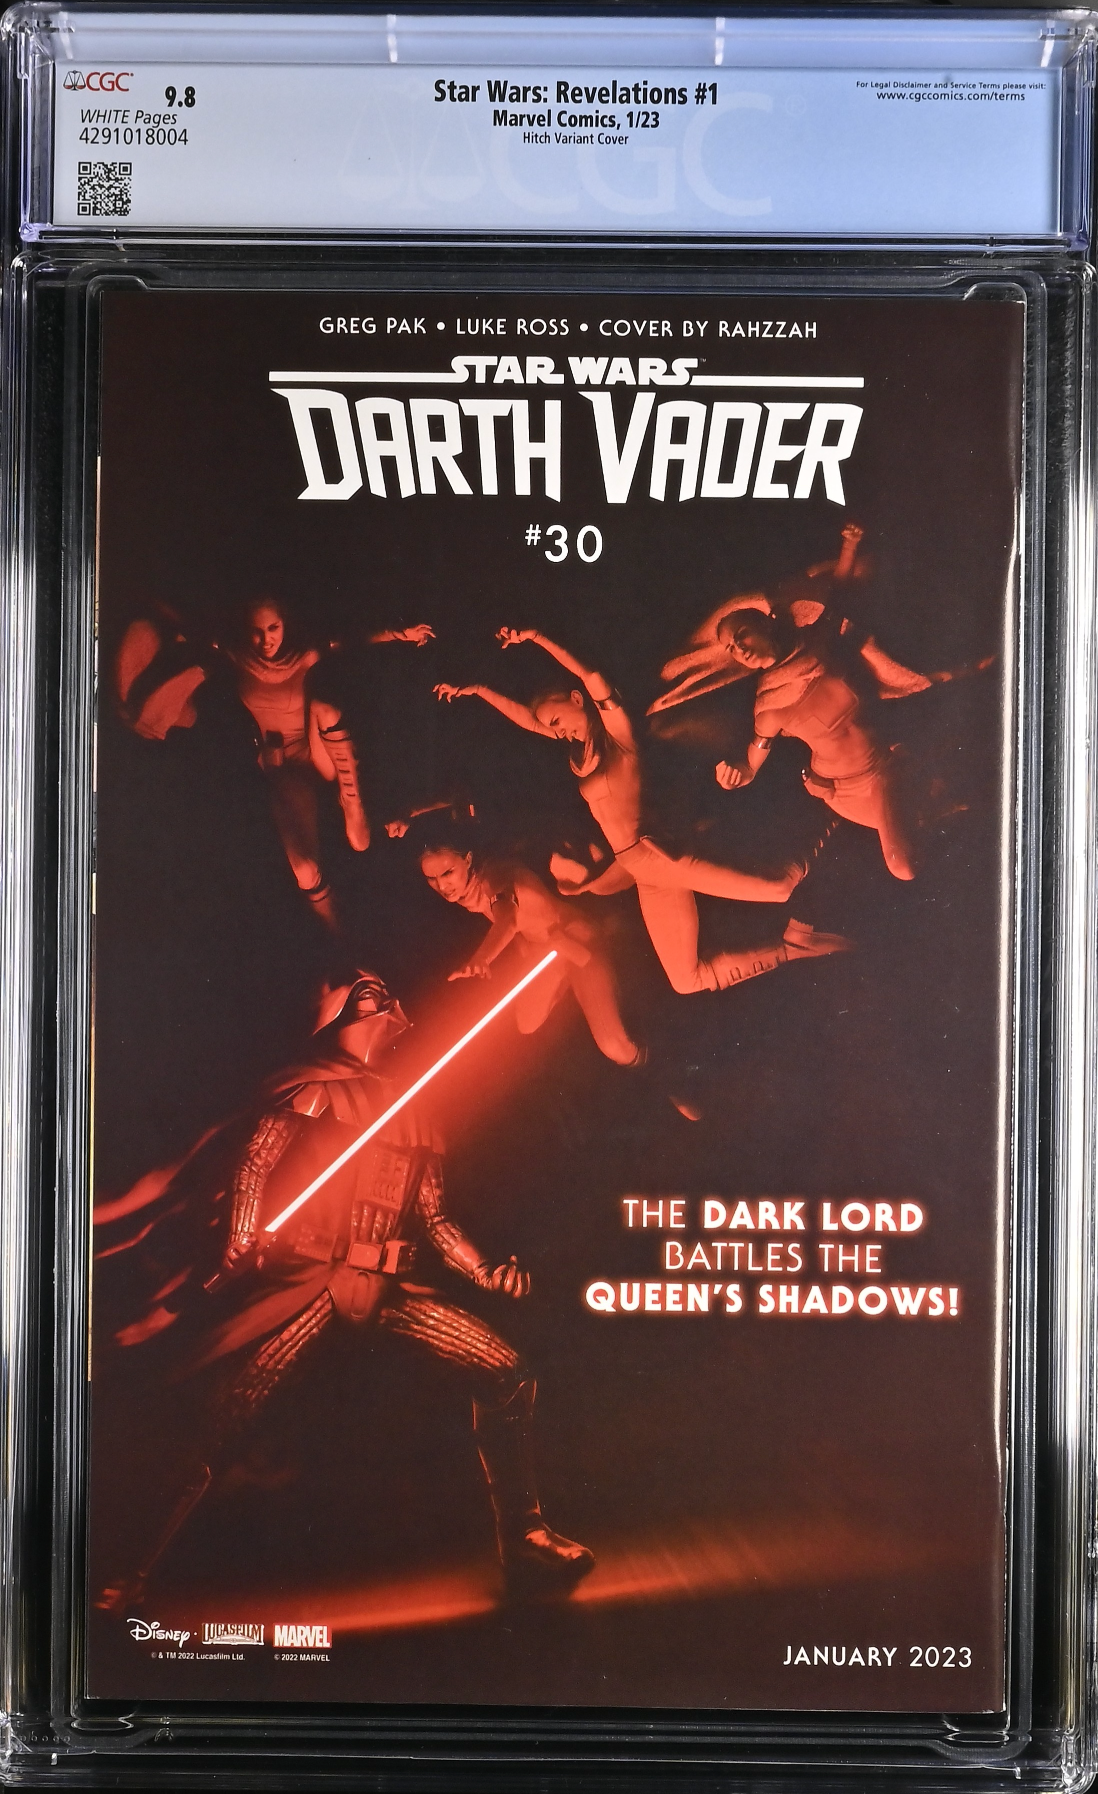 CGC
9.8
WHITE Pages
4291018004
Star Wars: Revelations #1
Marvel Comics, 1/23
Hitch Variant Cover
For Legal Disclaimer and Service Terms please visit:
www.cgccomics.com/terms
CGC
GREG PAK • LUKE ROSS • COVER BY RAHZZAH
STAR WARS™
DARTH VADER
#30
THE DARK LORD
BATTLES THE
QUEEN'S SHADOWS!
Disney · LUCASFILM MARVEL
© & TM 2022 Lucasfilm Ltd. © 2022 MARVEL
JANUARY 2023